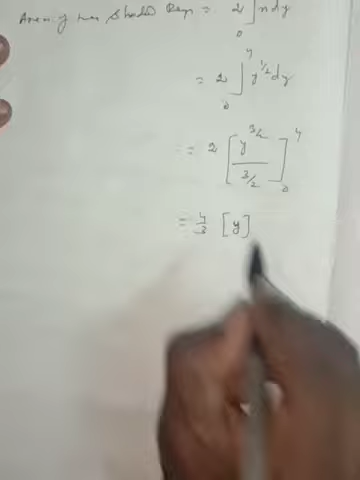 Area of the Shaded Region = 2 ∫₀ x dy
= 2 ∫₀⁴ y^{1/2} dy
= 2 [ y^{3/2} / 3/2 ]₀⁴
= 4/3 [y]